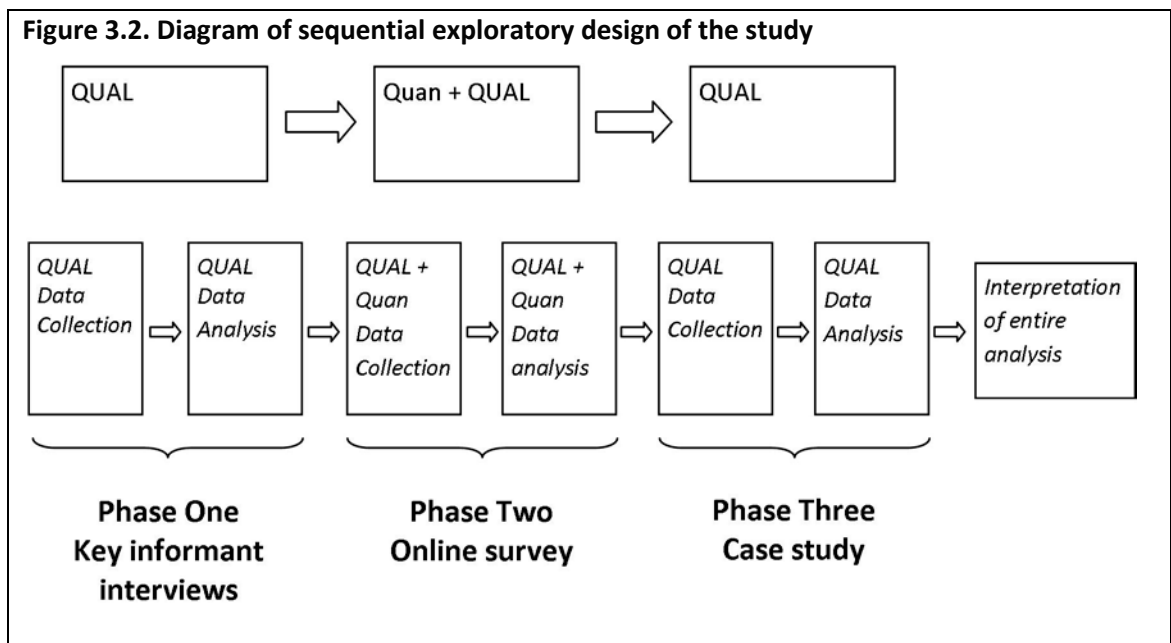 Figure 3.2. Diagram of sequential exploratory design of the study
QUAL
Quan + QUAL
QUAL
QUAL
Data
Collection
QUAL
Data
Analysis
QUAL +
Quan
Data
Collection
QUAL +
Quan
Data
analysis
QUAL
Data
Collection
QUAL
Data
Analysis
Interpretation
of entire
analysis
Phase One
Key informant
interviews
Phase Two
Online survey
Phase Three
Case study